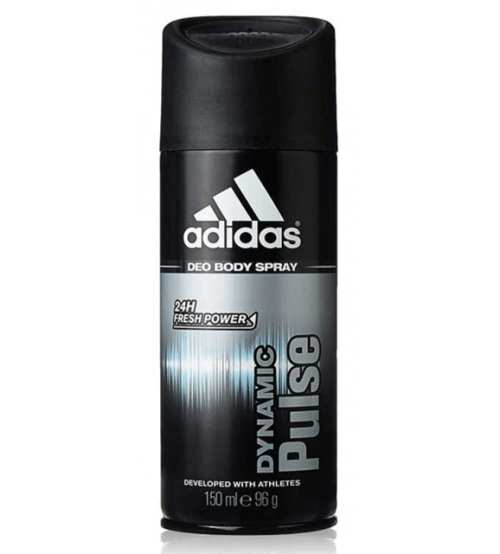 adidas®
DEO BODY SPRAY
24H
FRESH POWER
DYNAMIC
Pulse
DEVELOPED WITH ATHLETES
150 ml e 96 g